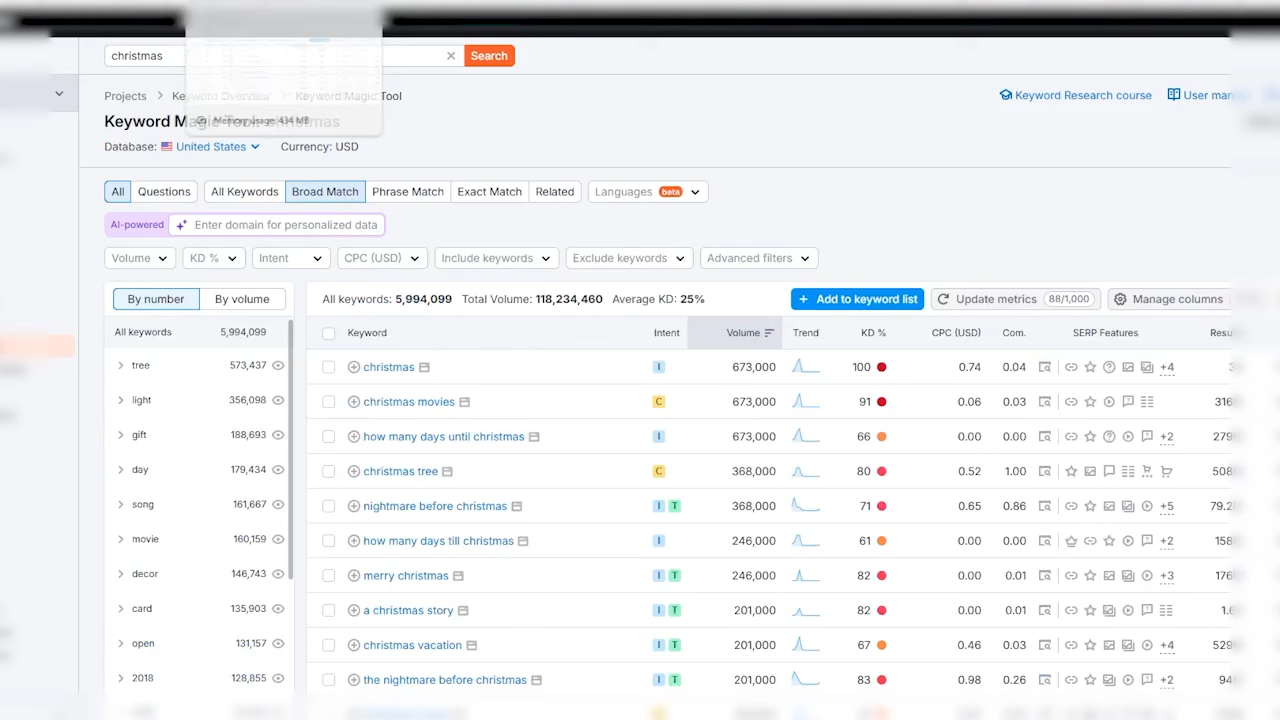 christmas Search
Projects Keyword Overview Keyword Magic Tool
Keyword Research course User
Keyword Magic Tool: christmas
Memory usage: 434 MB
Database: United States Currency: USD
All Questions All Keywords Broad Match Phrase Match Exact Match Related Languages beta
AI-powered Enter domain for personalized data
Volume KD % Intent CPC (USD) Include keywords Exclude keywords Advanced filters
By number By volume
All keywords: 5,994,099 Total Volume: 118,234,460 Average KD: 25% + Add to keyword list Update metrics 88/1,000 Manage columns
All keywords 5,994,099
tree 573,437
light 356,098
gift 188,693
day 179,434
song 161,667
movie 160,159
decor 146,743
card 135,903
open 131,157
2018 128,855
Keyword Intent Volume Trend KD % CPC (USD) Com. SERP Features
christmas I 673,000 100 0.74 0.04 +4
christmas movies C 673,000 91 0.06 0.03
how many days until christmas I 673,000 66 0.00 0.00 +2
christmas tree C 368,000 80 0.52 1.00
nightmare before christmas I T 368,000 71 0.65 0.86 +5
how many days till christmas I 246,000 61 0.00 0.00 +2
merry christmas I T 246,000 82 0.00 0.01 +3
a christmas story I T 201,000 82 0.00 0.01
christmas vacation I T 201,000 67 0.46 0.03 +4
the nightmare before christmas I T 201,000 83 0.98 0.26 +2